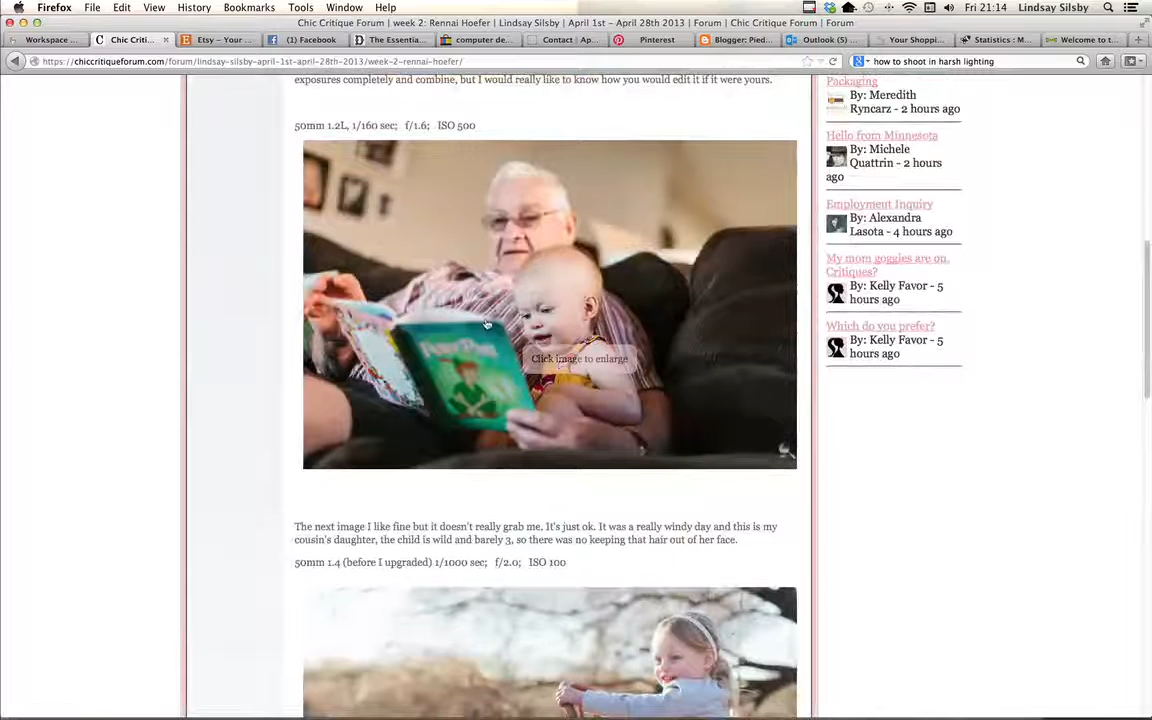 Firefox File Edit View History Bookmarks Tools Window Help Fri 21:14 Lindsay Silsby
Chic Critique Forum | week 2: Rennai Hoefer | Lindsay Silsby | April 1st – April 28th 2013 | Forum | Chic Critique Forum | Forum
Workspace ... Chic Criti... Etsy – Your ... (1) Facebook The Essentia... computer de... Contact | Ap... Pinterest Blogger: Pied... Outlook (5) ... Your Shoppi... Statistics : M... Welcome to t...
https://chiccritiqueforum.com/forum/lindsay-silsby-april-1st-april-28th-2013/week-2-rennai-hoefer/ how to shoot in harsh lighting
exposures completely and combine, but I would really like to know how you would edit it if it were yours.
50mm 1.2L, 1/160 sec; f/1.6; ISO 500
Click image to enlarge
The next image I like fine but it doesn't really grab me. It's just ok. It was a really windy day and this is my
cousin's daughter, the child is wild and barely 3, so there was no keeping that hair out of her face.
50mm 1.4 (before I upgraded) 1/1000 sec; f/2.0; ISO 100
Packaging
By: Meredith
Ryncarz - 2 hours ago
Hello from Minnesota
By: Michele
Quattrin - 2 hours
ago
Employment Inquiry
By: Alexandra
Lasota - 4 hours ago
My mom goggles are on.
Critiques?
By: Kelly Favor - 5
hours ago
Which do you prefer?
By: Kelly Favor - 5
hours ago